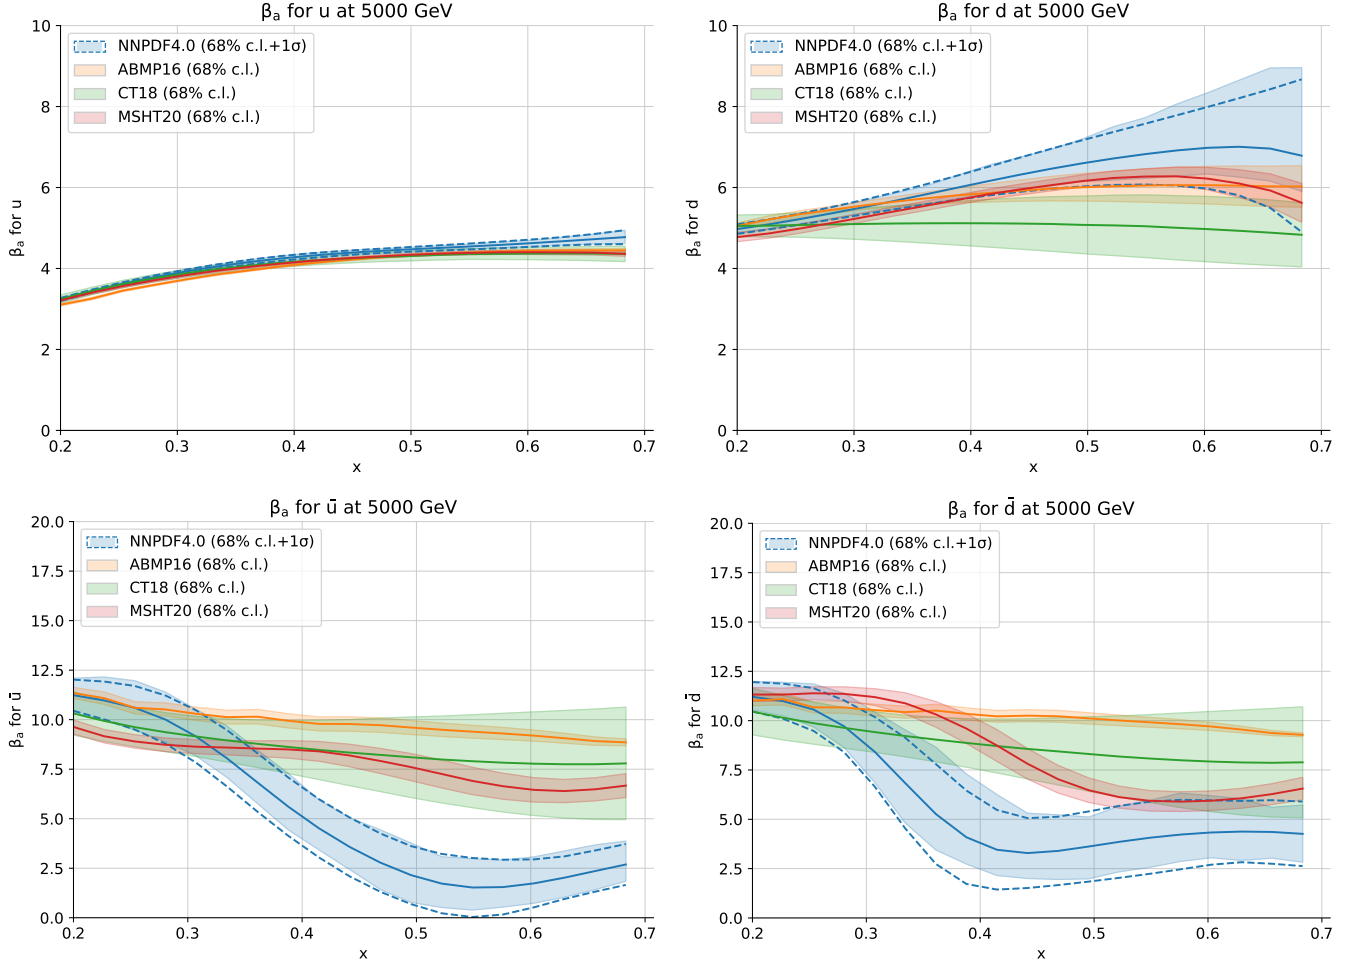 βa for u at 5000 GeV
10
8
6
4
2
0
βa for u
NNPDF4.0 (68% c.l.+1σ)
ABMP16 (68% c.l.)
CT18 (68% c.l.)
MSHT20 (68% c.l.)
0.2 0.3 0.4 0.5 0.6 0.7
x
βa for d at 5000 GeV
10
8
6
4
2
0
βa for d
NNPDF4.0 (68% c.l.+1σ)
ABMP16 (68% c.l.)
CT18 (68% c.l.)
MSHT20 (68% c.l.)
0.2 0.3 0.4 0.5 0.6 0.7
x
βa for ū at 5000 GeV
20.0
17.5
15.0
12.5
10.0
7.5
5.0
2.5
0.0
βa for ū
NNPDF4.0 (68% c.l.+1σ)
ABMP16 (68% c.l.)
CT18 (68% c.l.)
MSHT20 (68% c.l.)
0.2 0.3 0.4 0.5 0.6 0.7
x
βa for d̄ at 5000 GeV
20.0
17.5
15.0
12.5
10.0
7.5
5.0
2.5
0.0
βa for d̄
NNPDF4.0 (68% c.l.+1σ)
ABMP16 (68% c.l.)
CT18 (68% c.l.)
MSHT20 (68% c.l.)
0.2 0.3 0.4 0.5 0.6 0.7
x